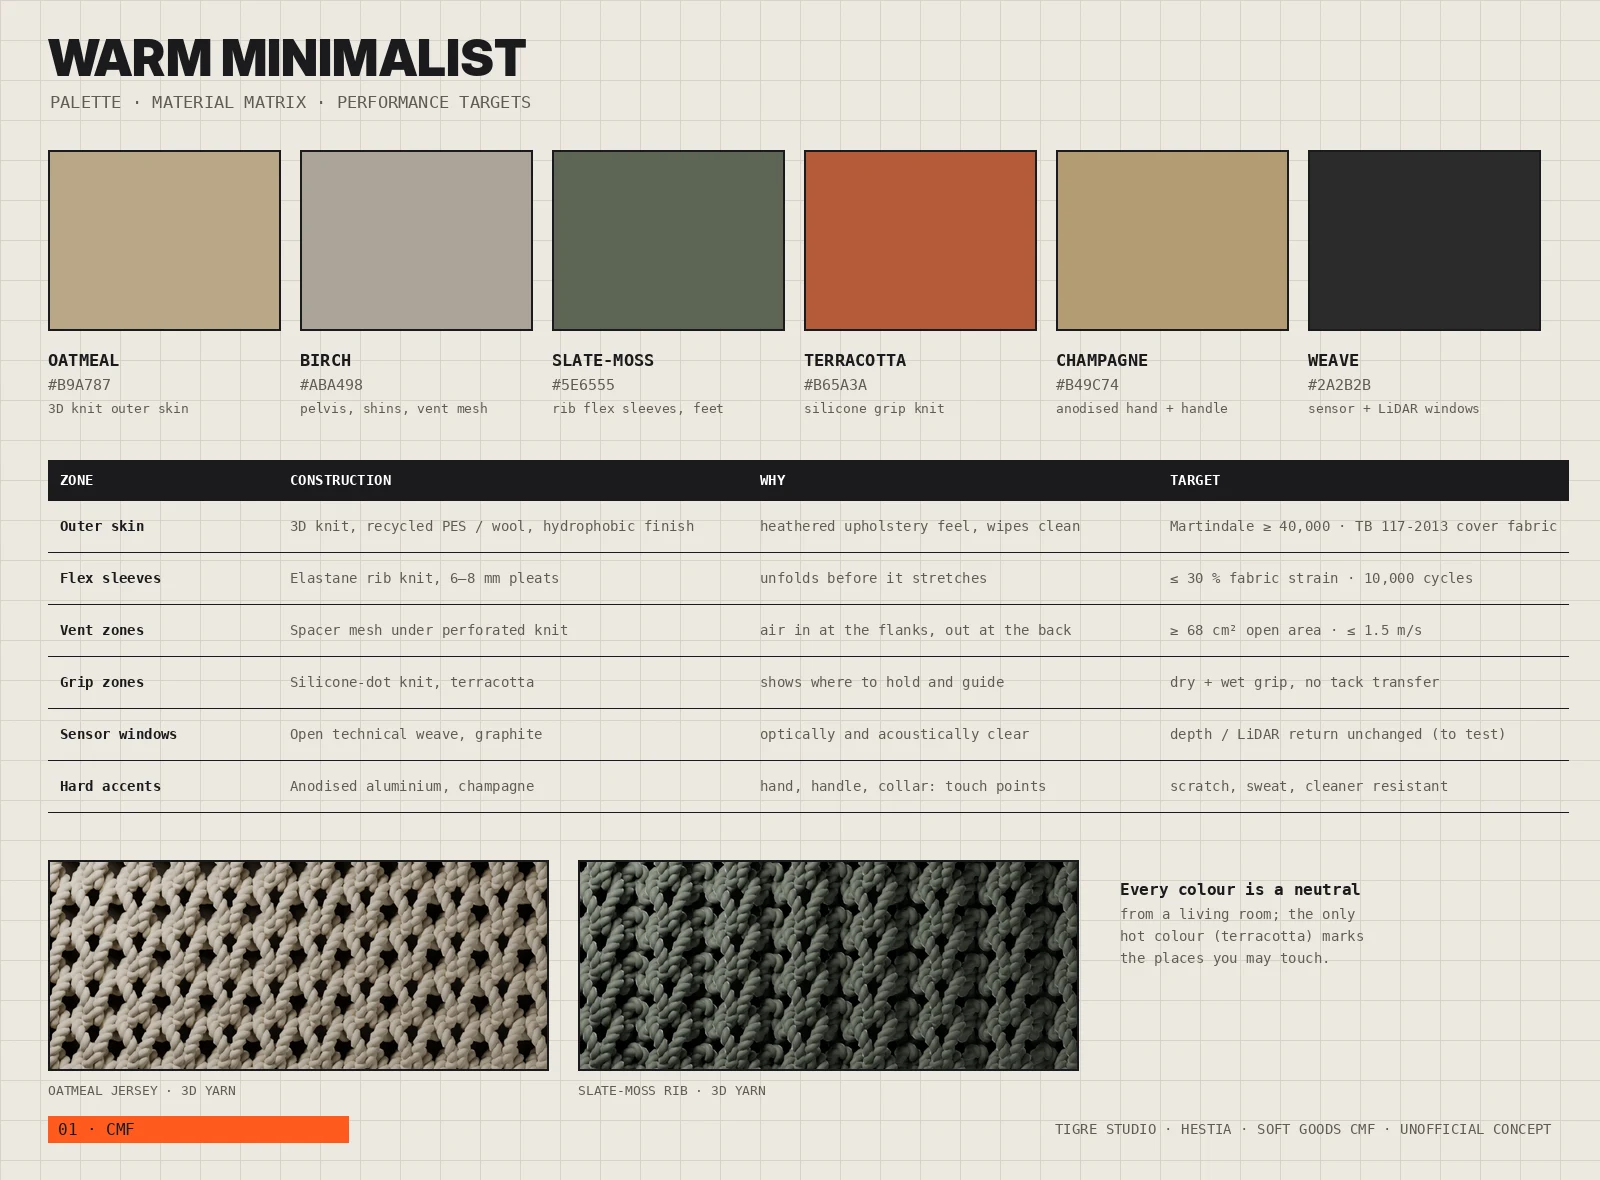 WARM MINIMALIST
PALETTE · MATERIAL MATRIX · PERFORMANCE TARGETS
OATMEAL
#B9A787
3D knit outer skin
BIRCH
#ABA498
pelvis, shins, vent mesh
SLATE-MOSS
#5E6555
rib flex sleeves, feet
TERRACOTTA
#B65A3A
silicone grip knit
CHAMPAGNE
#B49C74
anodised hand + handle
WEAVE
#2A2B2B
sensor + LiDAR windows
ZONE CONSTRUCTION WHY TARGET
Outer skin 3D knit, recycled PES / wool, hydrophobic finish heathered upholstery feel, wipes clean Martindale ≥ 40,000 · TB 117-2013 cover fabric
Flex sleeves Elastane rib knit, 6–8 mm pleats unfolds before it stretches ≤ 30 % fabric strain · 10,000 cycles
Vent zones Spacer mesh under perforated knit air in at the flanks, out at the back ≥ 68 cm² open area · ≤ 1.5 m/s
Grip zones Silicone-dot knit, terracotta shows where to hold and guide dry + wet grip, no tack transfer
Sensor windows Open technical weave, graphite optically and acoustically clear depth / LiDAR return unchanged (to test)
Hard accents Anodised aluminium, champagne hand, handle, collar: touch points scratch, sweat, cleaner resistant
Every colour is a neutral
from a living room; the only
hot colour (terracotta) marks
the places you may touch.
OATMEAL JERSEY · 3D YARN
SLATE-MOSS RIB · 3D YARN
01 · CMF
TIGRE STUDIO · HESTIA · SOFT GOODS CMF · UNOFFICIAL CONCEPT